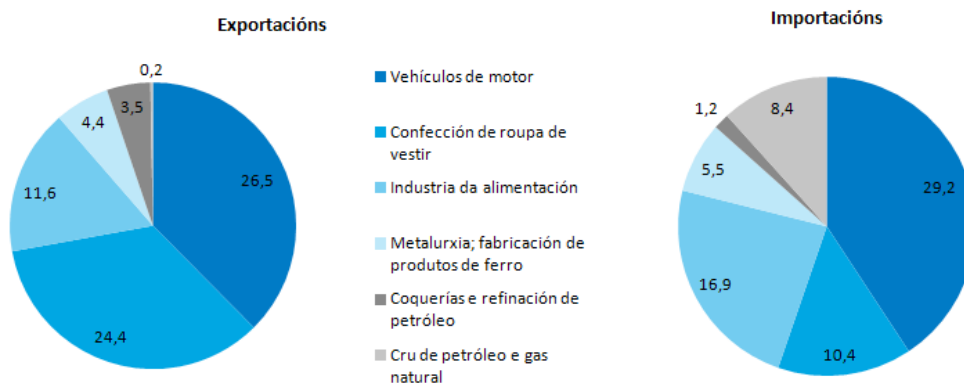 Exportacións
0,2
3,5
4,4
11,6
26,5
24,4
Vehículos de motor
Confección de roupa de
vestir
Industria da alimentación
Metalurxia; fabricación de
produtos de ferro
Coquerías e refinación de
petróleo
Cru de petróleo e gas
natural
Importacións
1,2
8,4
5,5
29,2
16,9
10,4